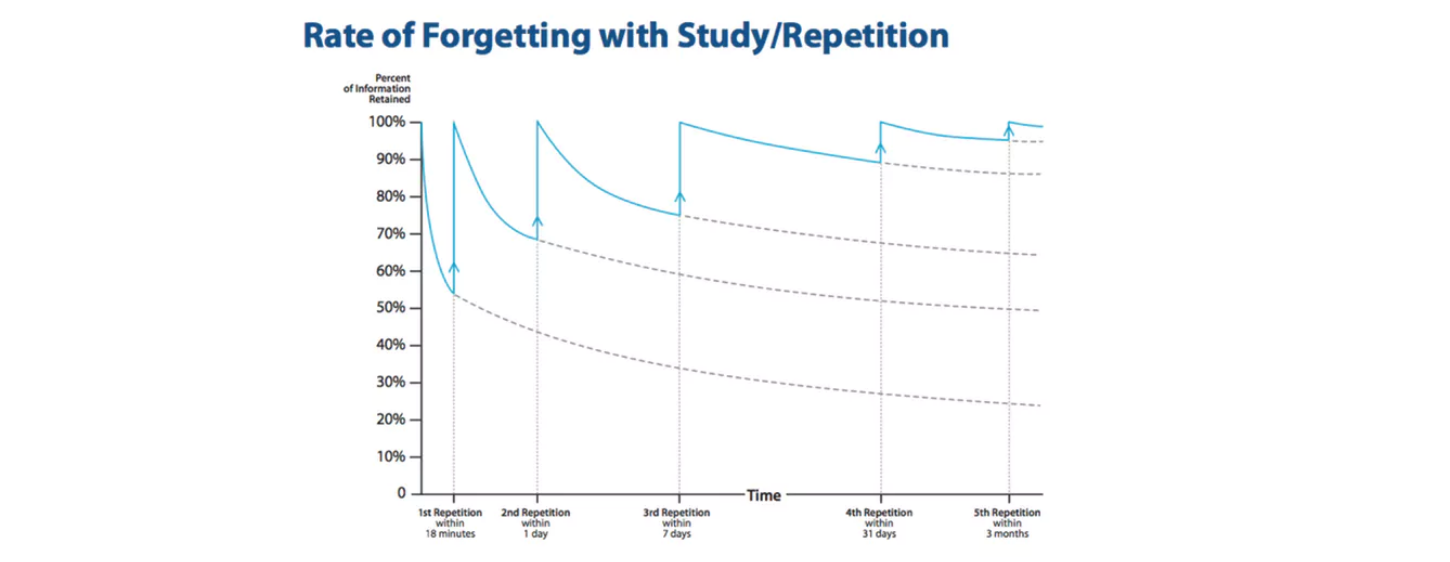 Rate of Forgetting with Study/Repetition
Percent
of Information
Retained
100%
90%
80%
70%
60%
50%
40%
30%
20%
10%
0
Time
1st Repetition
within
18 minutes
2nd Repetition
within
1 day
3rd Repetition
within
7 days
4th Repetition
within
31 days
5th Repetition
within
3 months